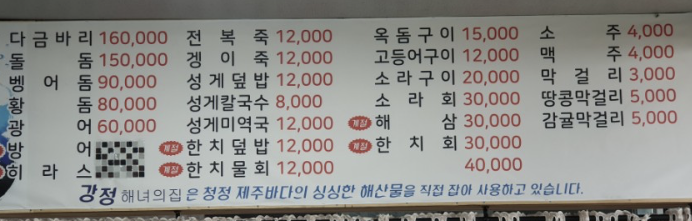 다금바리 160,000 전복죽 12,000 옥돔구이 15,000 소주 4,000
돌돔 150,000 겡이죽 12,000 고등어구이 12,000 맥주 4,000
벵어돔 90,000 성게덮밥 12,000 소라구이 20,000 막걸리 3,000
황돔 80,000 성게칼국수 8,000 소라회 30,000 땅콩막걸리 5,000
광어 60,000 성게미역국 12,000 계절 해삼 30,000 감귤막걸리 5,000
방어 계절 한치덮밥 12,000 계절 한치회 30,000
히라스 계절 한치물회 12,000 40,000
강정해녀의집은 청정 제주바다의 싱싱한 해산물을 직접 잡아 사용하고 있습니다.